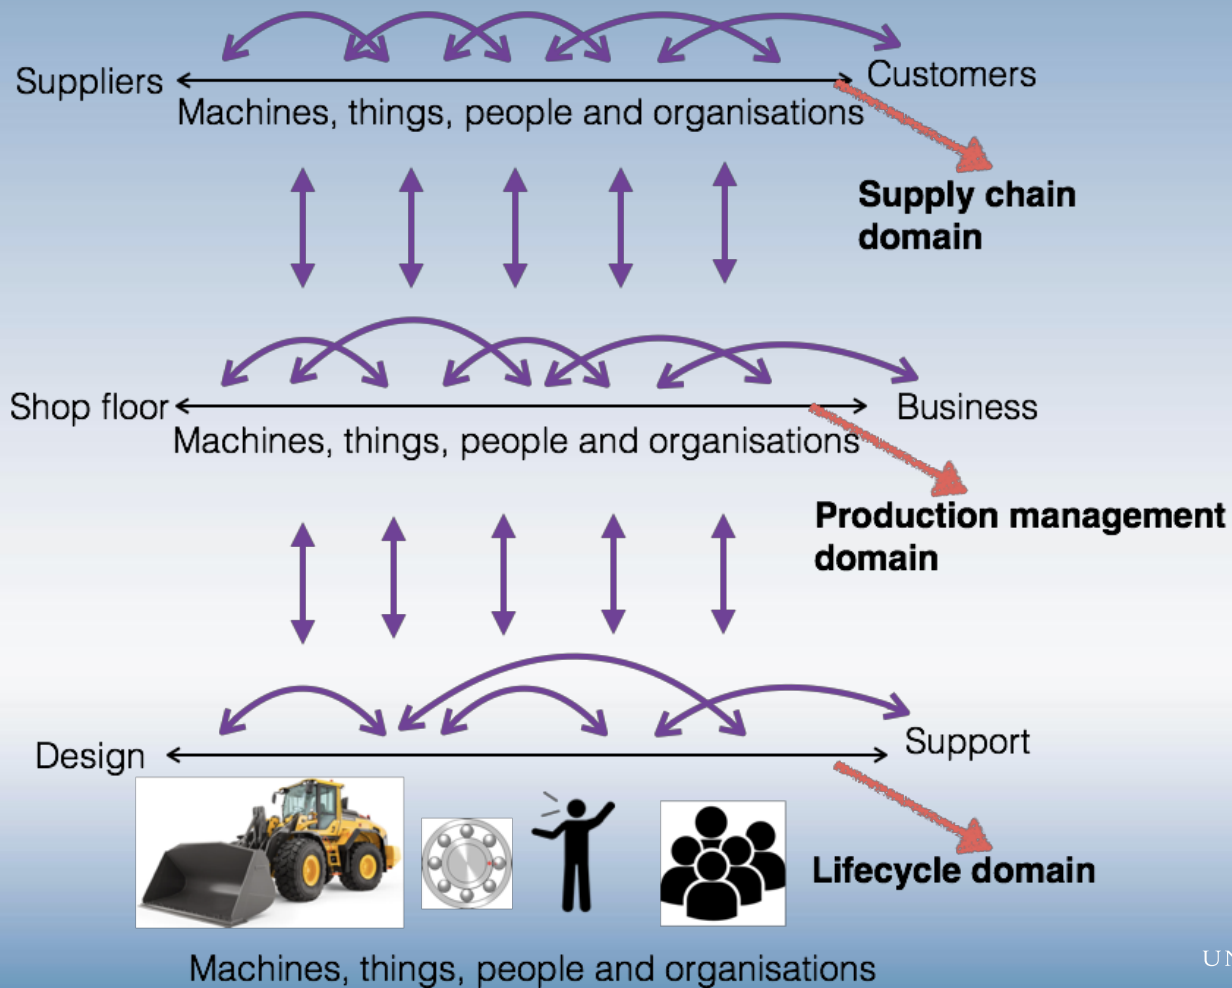 Suppliers
Customers
Machines, things, people and organisations
Supply chain
domain
Shop floor
Business
Machines, things, people and organisations
Production management
domain
Design
Support
Lifecycle domain
Machines, things, people and organisations